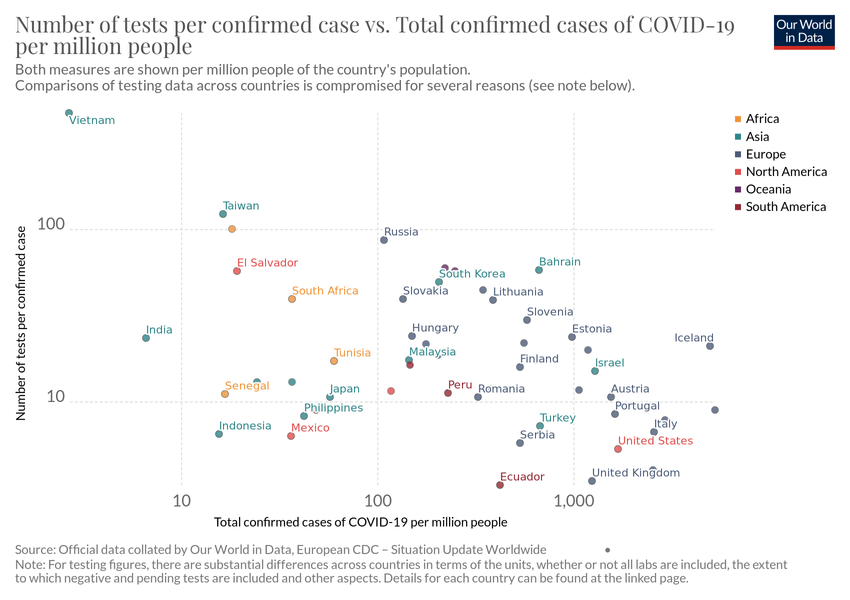 Number of tests per confirmed case vs. Total confirmed cases of COVID-19
per million people
Our World
in Data
Both measures are shown per million people of the country's population.
Comparisons of testing data across countries is compromised for several reasons (see note below).
Vietnam
Africa
Asia
Europe
North America
Oceania
South America
Taiwan
100
Russia
El Salvador
Bahrain
South Korea
South Africa
Slovakia
Lithuania
Slovenia
India
Hungary
Estonia
Iceland
Tunisia
Malaysia
Finland
Israel
Senegal
Japan
Peru
Romania
Austria
10
Philippines
Portugal
Indonesia
Mexico
Turkey
Italy
Serbia
United States
Ecuador
United Kingdom
Number of tests per confirmed case
10
100
1,000
Total confirmed cases of COVID-19 per million people
Source: Official data collated by Our World in Data, European CDC – Situation Update Worldwide
Note: For testing figures, there are substantial differences across countries in terms of the units, whether or not all labs are included, the extent
to which negative and pending tests are included and other aspects. Details for each country can be found at the linked page.